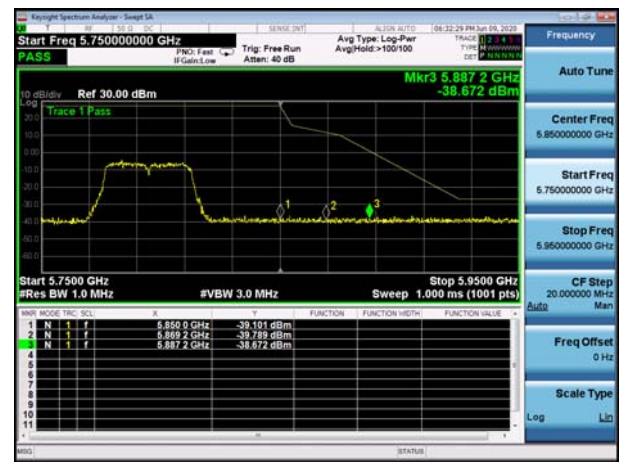 Keysight Spectrum Analyzer - Swept SA
T RF 50 Ω DC SENSE:INT ALIGN AUTO 06:32:29 PM Jun 09, 2020
Start Freq 5.750000000 GHz
PNO: Fast Trig: Free Run Avg Type: Log-Pwr TRACE 1 2 3 4 5 6
PASS IFGain:Low Atten: 40 dB Avg|Hold:>100/100 TYPE
DET P N N N N N
Frequency
Auto Tune
Mkr3 5.887 2 GHz
10 dB/div Ref 30.00 dBm -38.672 dBm
Log
Trace 1 Pass
20.0
10.0
0.00
-10.0
-20.0
-30.0
-40.0
-50.0
-60.0
1 2 3
Center Freq
5.850000000 GHz
Start Freq
5.750000000 GHz
Stop Freq
5.950000000 GHz
Start 5.7500 GHz Stop 5.9500 GHz
#Res BW 1.0 MHz #VBW 3.0 MHz Sweep 1.000 ms (1001 pts)
CF Step
20.000000 MHz
Auto Man
MKR MODE TRC SCL X Y FUNCTION FUNCTION WIDTH FUNCTION VALUE
1 N 1 f 5.850 0 GHz -39.101 dBm
2 N 1 f 5.869 2 GHz -39.789 dBm
3 N 1 f 5.887 2 GHz -38.672 dBm
4
5
6
7
8
9
10
11
Freq Offset
0 Hz
Scale Type
Log Lin
MSG STATUS